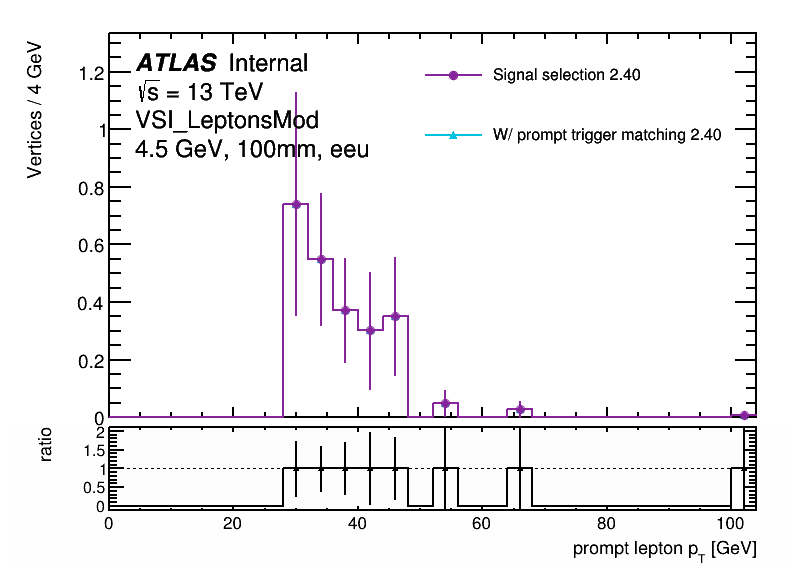 ATLAS Internal
√s = 13 TeV
VSI_LeptonsMod
4.5 GeV, 100mm, eeu
Signal selection 2.40
W/ prompt trigger matching 2.40
Vertices / 4 GeV
1.2
1
0.8
0.6
0.4
0.2
0
ratio
2
1.5
1
0.5
0
0 20 40 60 80 100
prompt lepton pT [GeV]